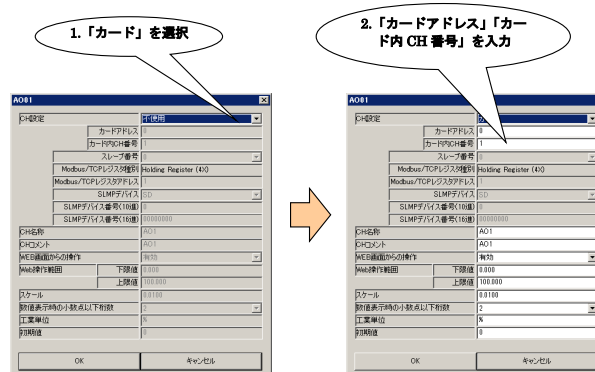 1.「カード」を選択
2.「カードアドレス」「カー
ド内 CH 番号」を入力
AO01
CH設定 不使用
カードアドレス 0
カード内CH番号 1
スレーブ番号 0
Modbus/TCPレジスタ種別 Holding Register (4X)
Modbus/TCPレジスタアドレス 1
SLMPデバイス SD
SLMPデバイス番号(10進) 0
SLMPデバイス番号(16進) 00000000
CH名称 AO1
CHコメント AO1
WEB画面からの操作 有効
Web操作範囲 下限値 0.000
上限値 100.000
スケール 0.0100
数値表示時の小数点以下桁数 2
工業単位 %
初期値 0
OK キャンセル
AO01
CH設定
カードアドレス 0
カード内CH番号 1
スレーブ番号 0
Modbus/TCPレジスタ種別 Holding Register (4X)
Modbus/TCPレジスタアドレス 1
SLMPデバイス SD
SLMPデバイス番号(10進) 0
SLMPデバイス番号(16進) 00000000
CH名称 AO1
CHコメント AO1
WEB画面からの操作 有効
Web操作範囲 下限値 0.000
上限値 100.000
スケール 0.0100
数値表示時の小数点以下桁数 2
工業単位 %
初期値 0
OK キャンセル